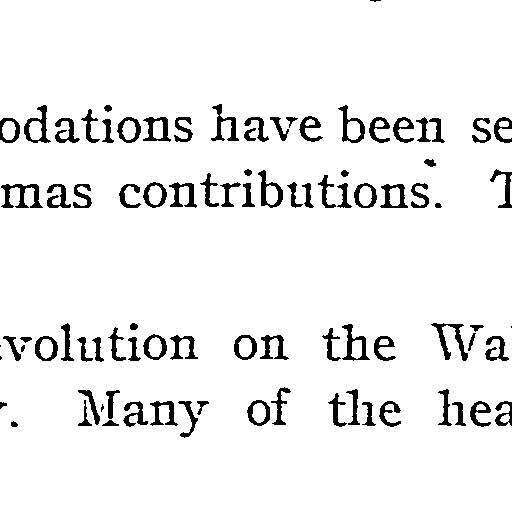 odations have been se
mas contributions. T
volution on the Wa
. Many of the hea